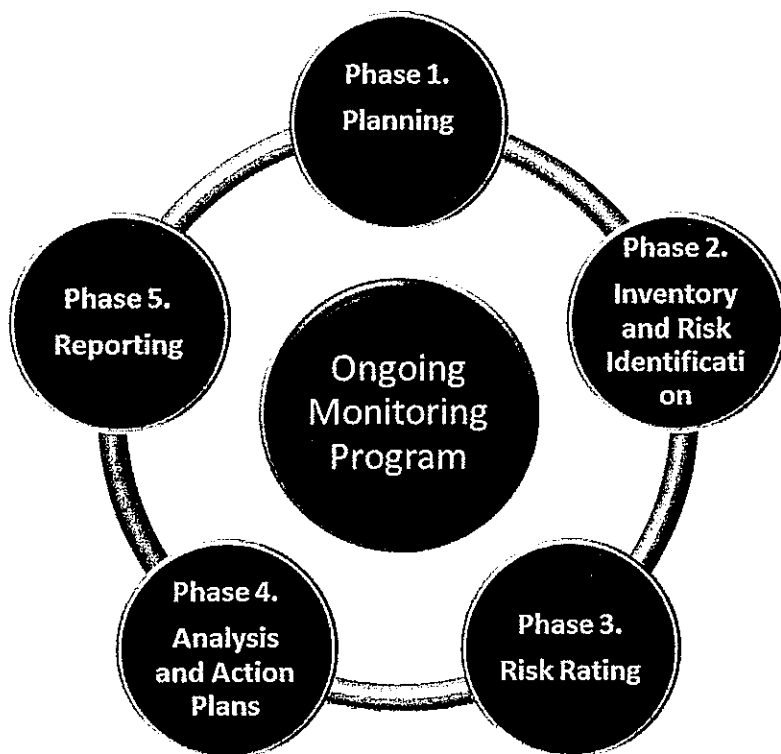 Phase 1.
Planning
Phase 2.
Inventory
and Risk
Identificati
on
Phase 3.
Risk Rating
Phase 4.
Analysis
and Action
Plans
Phase 5.
Reporting
Ongoing
Monitoring
Program